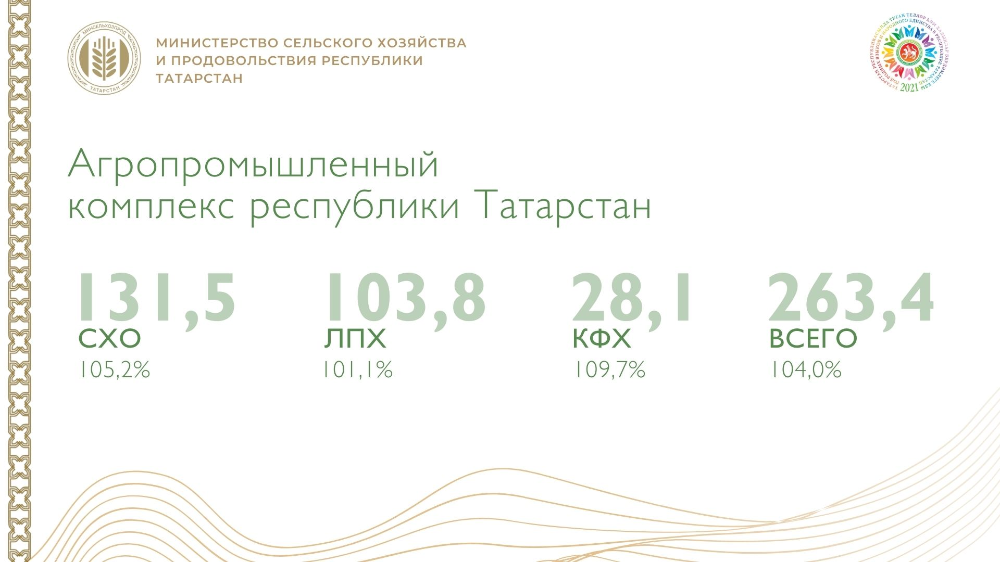 МИНСЕЛЬХОЗПРОД
ТАТАРСТАН
МИНИСТЕРСТВО СЕЛЬСКОГО ХОЗЯЙСТВА
И ПРОДОВОЛЬСТВИЯ РЕСПУБЛИКИ
ТАТАРСТАН
ТАТАРСТАН РЕСПУБЛИКАСЫНДА ТУГАН ТЕЛЛӘР ҺӘМ ХАЛЫКЛАР БЕРДӘМЛЕГЕ ЕЛЫ
ГОД РОДНЫХ ЯЗЫКОВ И НАРОДНОГО ЕДИНСТВА В РЕСПУБЛИКЕ ТАТАРСТАН
2021
Агропромышленный
комплекс республики Татарстан
131,5 103,8 28,1 263,4
СХО ЛПХ КФХ ВСЕГО
105,2% 101,1% 109,7% 104,0%